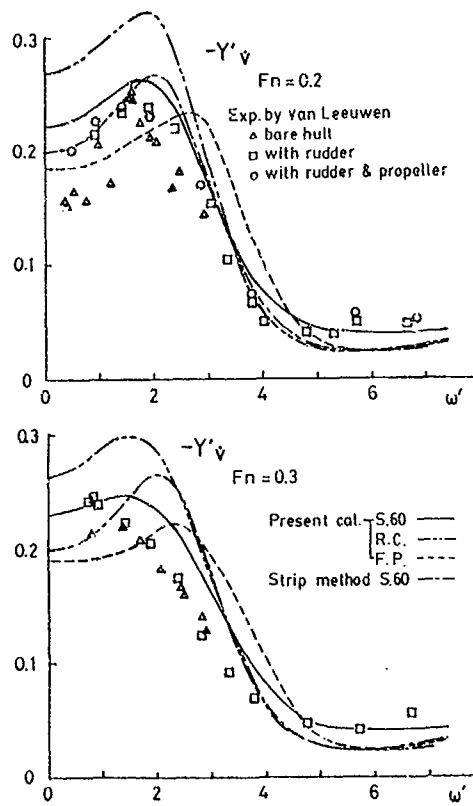 -Y'v̇
Fn = 0.2
Exp. by Van Leeuwen
▵ bare hull
□ with rudder
○ with rudder & propeller
0.3
0.2
0.1
0
0 2 4 6 ω'
-Y'v̇
Fn = 0.3
Present cal. S.60
R.C.
F.P.
Strip method S.60
0.3
0.2
0.1
0
0 2 4 6 ω'